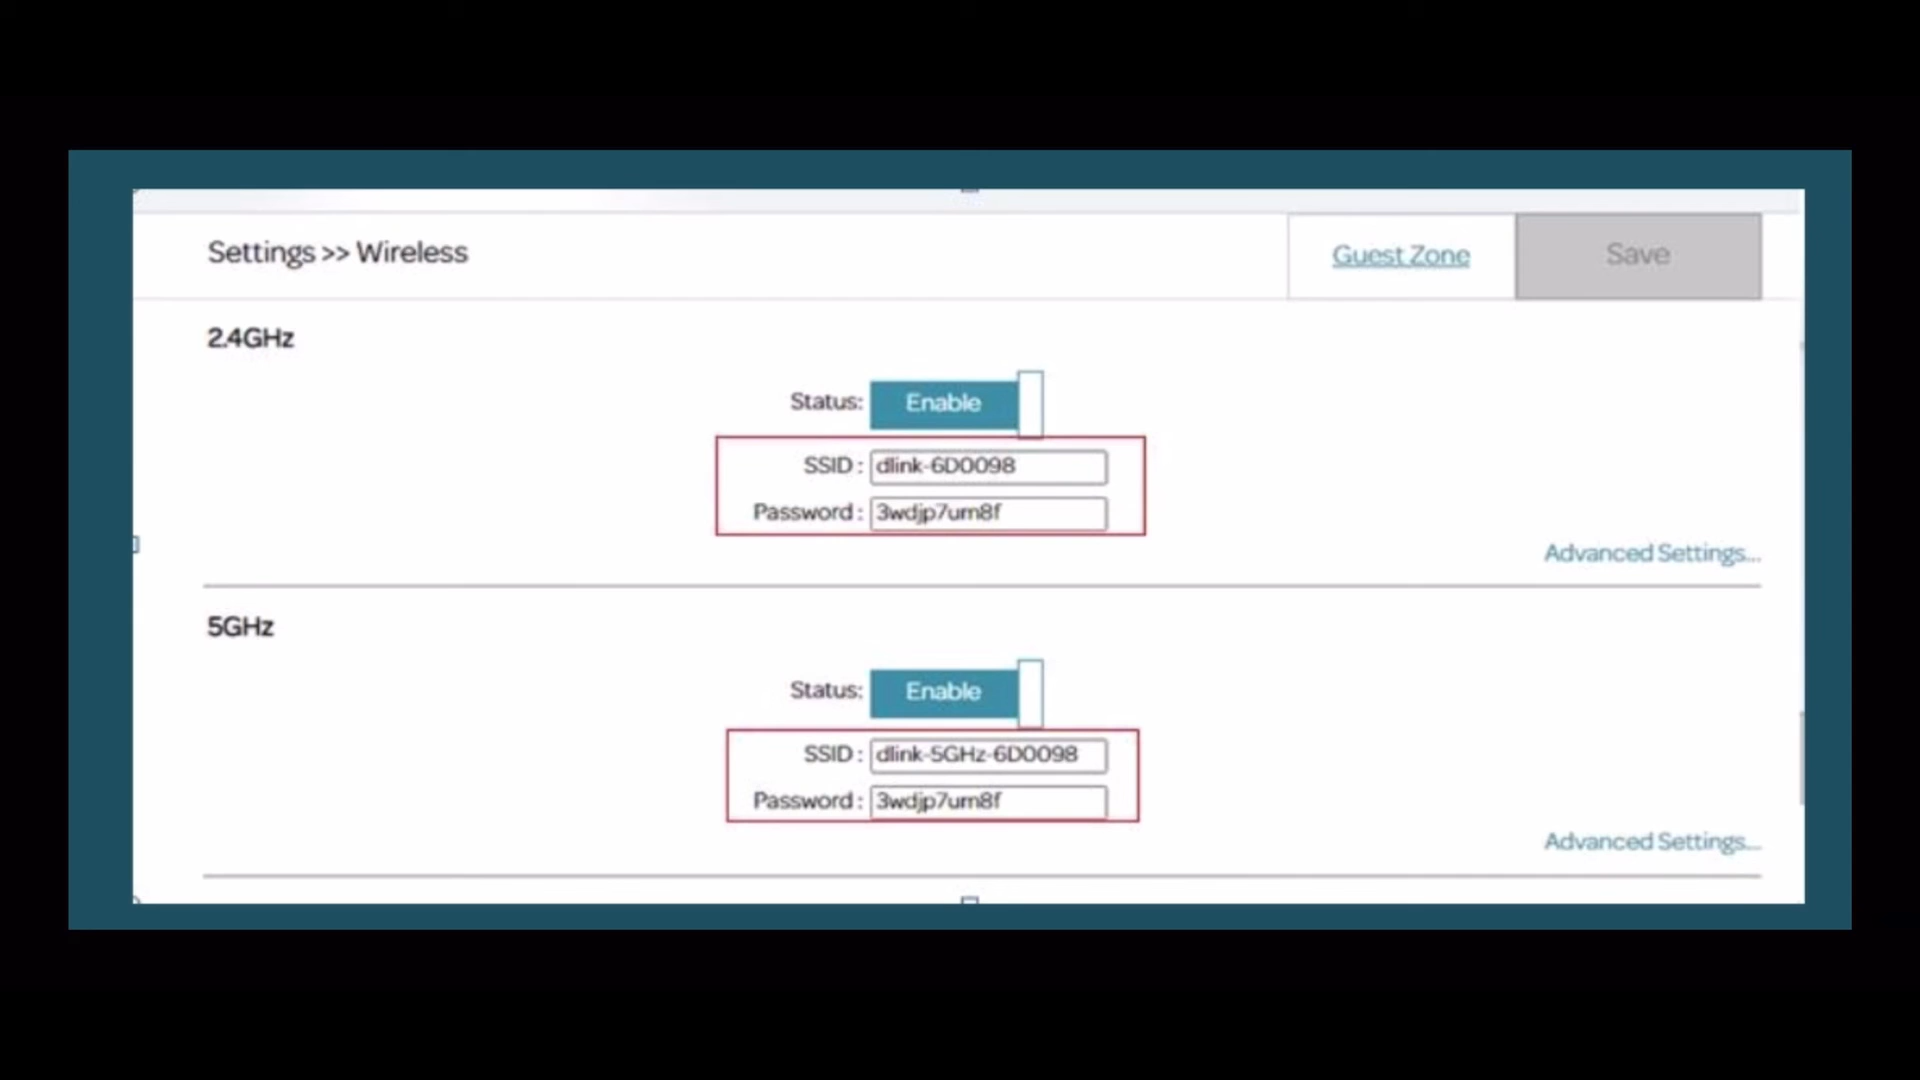 Settings >> Wireless
Guest Zone
Save
2.4GHz
Status: Enable
SSID : dlink-6D0098
Password : 3wdjp7um8f
Advanced Settings...
5GHz
Status: Enable
SSID : dlink-5GHz-6D0098
Password : 3wdjp7um8f
Advanced Settings...